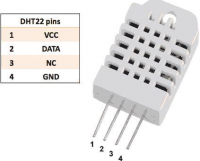 DHT22 pins
1 VCC
2 DATA
3 NC
4 GND
1 2 3 4